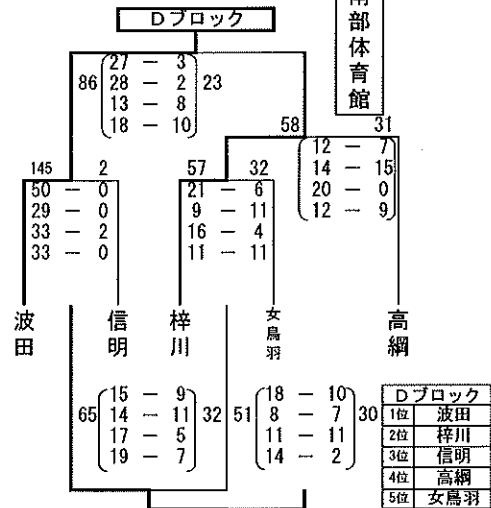 Dブロック
南部体育館
86
27 − 3
28 − 2
13 − 8
18 − 10
23
58 31
12 − 7
14 − 15
20 − 0
12 − 9
145 2
50 − 0
29 − 0
33 − 2
33 − 0
57 32
21 − 6
9 − 11
16 − 4
11 − 11
波田
信明
梓川
女鳥羽
高綱
65
15 − 9
14 − 11
17 − 5
19 − 7
32
51
18 − 10
8 − 7
11 − 11
14 − 2
30
Dブロック
1位 波田
2位 梓川
3位 信明
4位 高綱
5位 女鳥羽